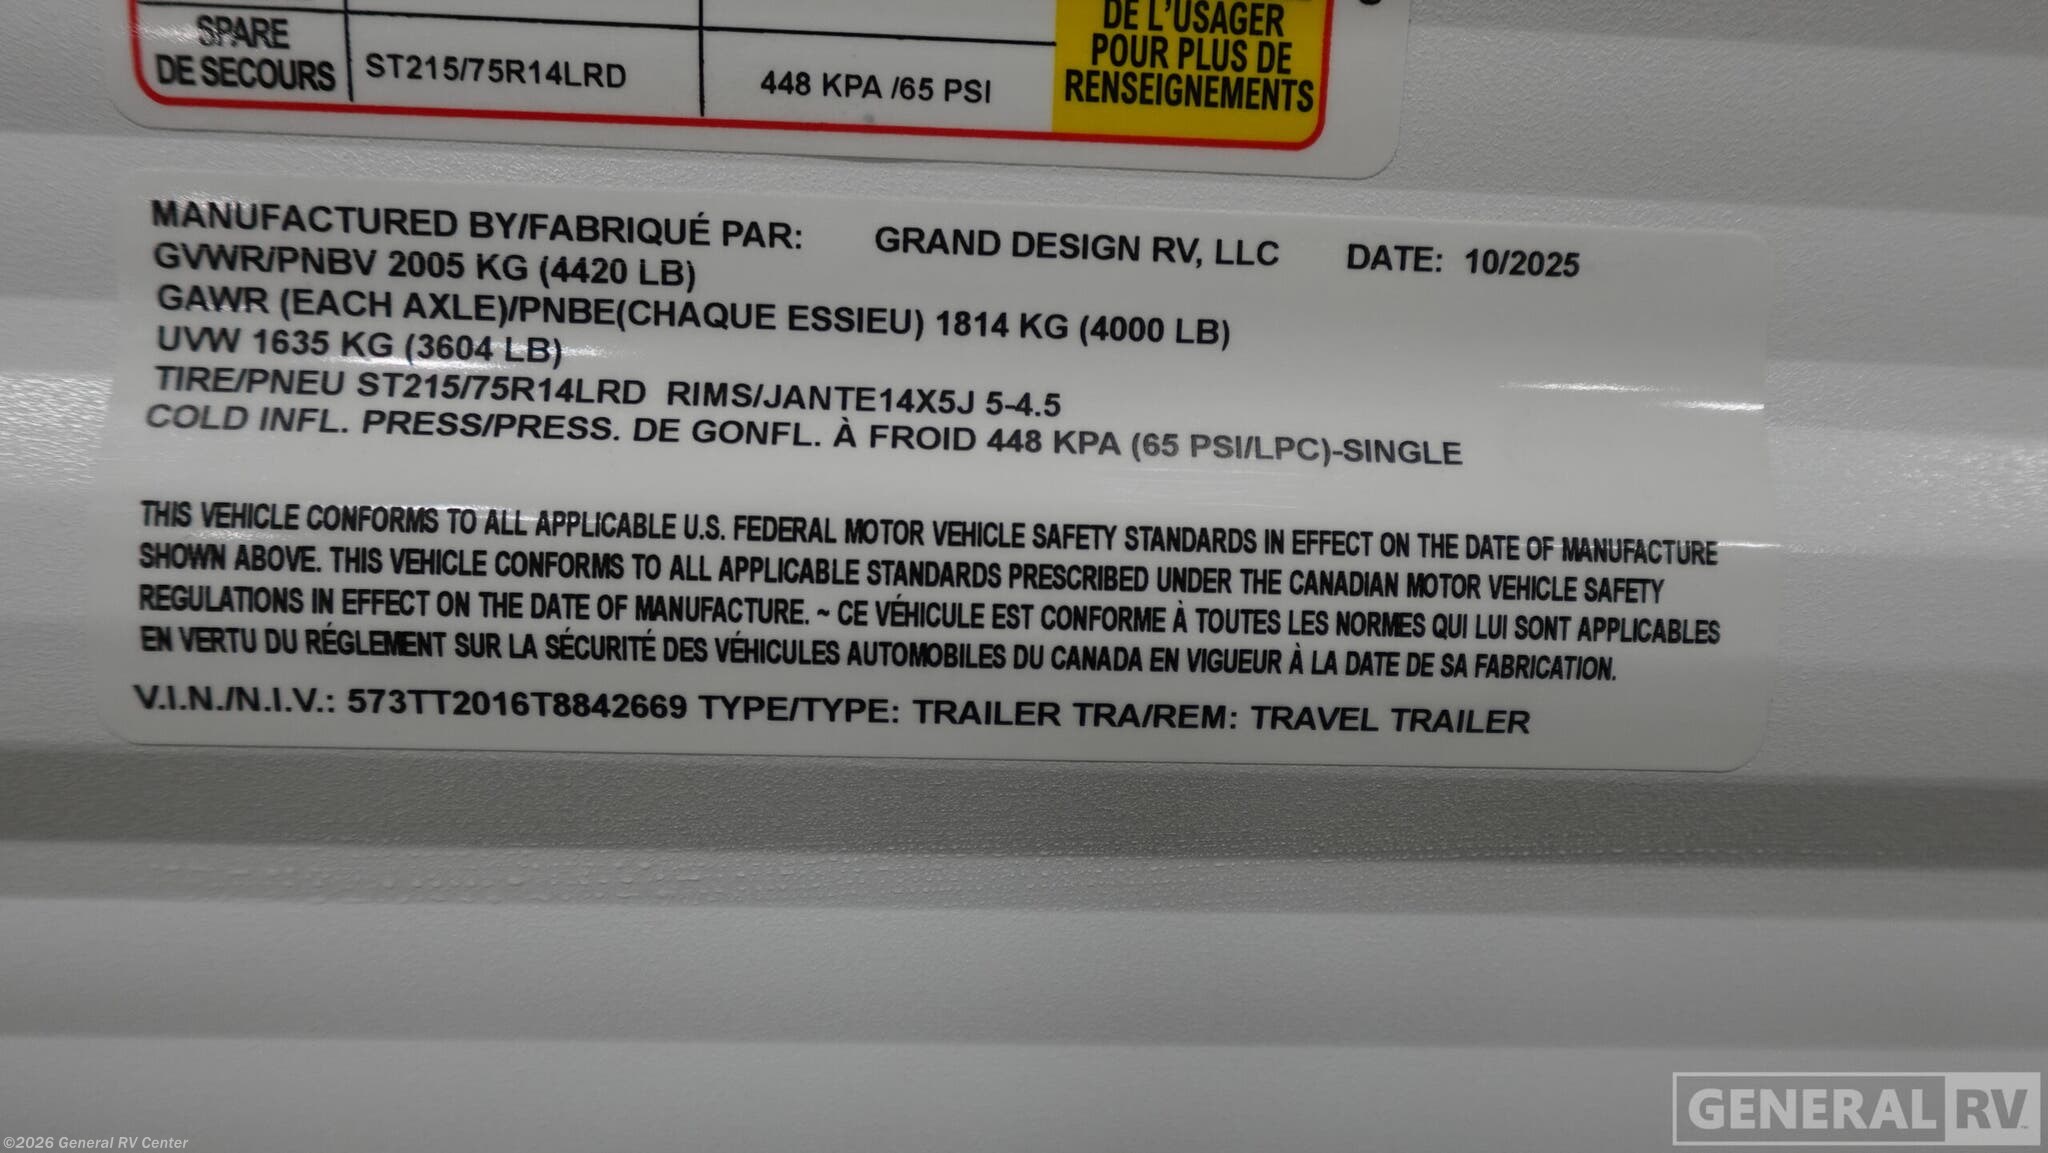 DE L'USAGER
SPARE
POUR PLUS DE
DE SECOURS ST215/75R14LRD 448 KPA /65 PSI RENSEIGNEMENTS
MANUFACTURED BY/FABRIQUÉ PAR: GRAND DESIGN RV, LLC DATE: 10/2025
GVWR/PNBV 2005 KG (4420 LB)
GAWR (EACH AXLE)/PNBE(CHAQUE ESSIEU) 1814 KG (4000 LB)
UVW 1635 KG (3604 LB)
TIRE/PNEU ST215/75R14LRD RIMS/JANTE14X5J 5-4.5
COLD INFL. PRESS/PRESS. DE GONFL. À FROID 448 KPA (65 PSI/LPC)-SINGLE
THIS VEHICLE CONFORMS TO ALL APPLICABLE U.S. FEDERAL MOTOR VEHICLE SAFETY STANDARDS IN EFFECT ON THE DATE OF MANUFACTURE
SHOWN ABOVE. THIS VEHICLE CONFORMS TO ALL APPLICABLE STANDARDS PRESCRIBED UNDER THE CANADIAN MOTOR VEHICLE SAFETY
REGULATIONS IN EFFECT ON THE DATE OF MANUFACTURE. ~ CE VÉHICULE EST CONFORME À TOUTES LES NORMES QUI LUI SONT APPLICABLES
EN VERTU DU RÉGLEMENT SUR LA SÉCURITÉ DES VÉHICULES AUTOMOBILES DU CANADA EN VIGUEUR À LA DATE DE SA FABRICATION.
V.I.N./N.I.V.: 573TT2016T8842669 TYPE/TYPE: TRAILER TRA/REM: TRAVEL TRAILER
GENERAL RV
©2026 General RV Center